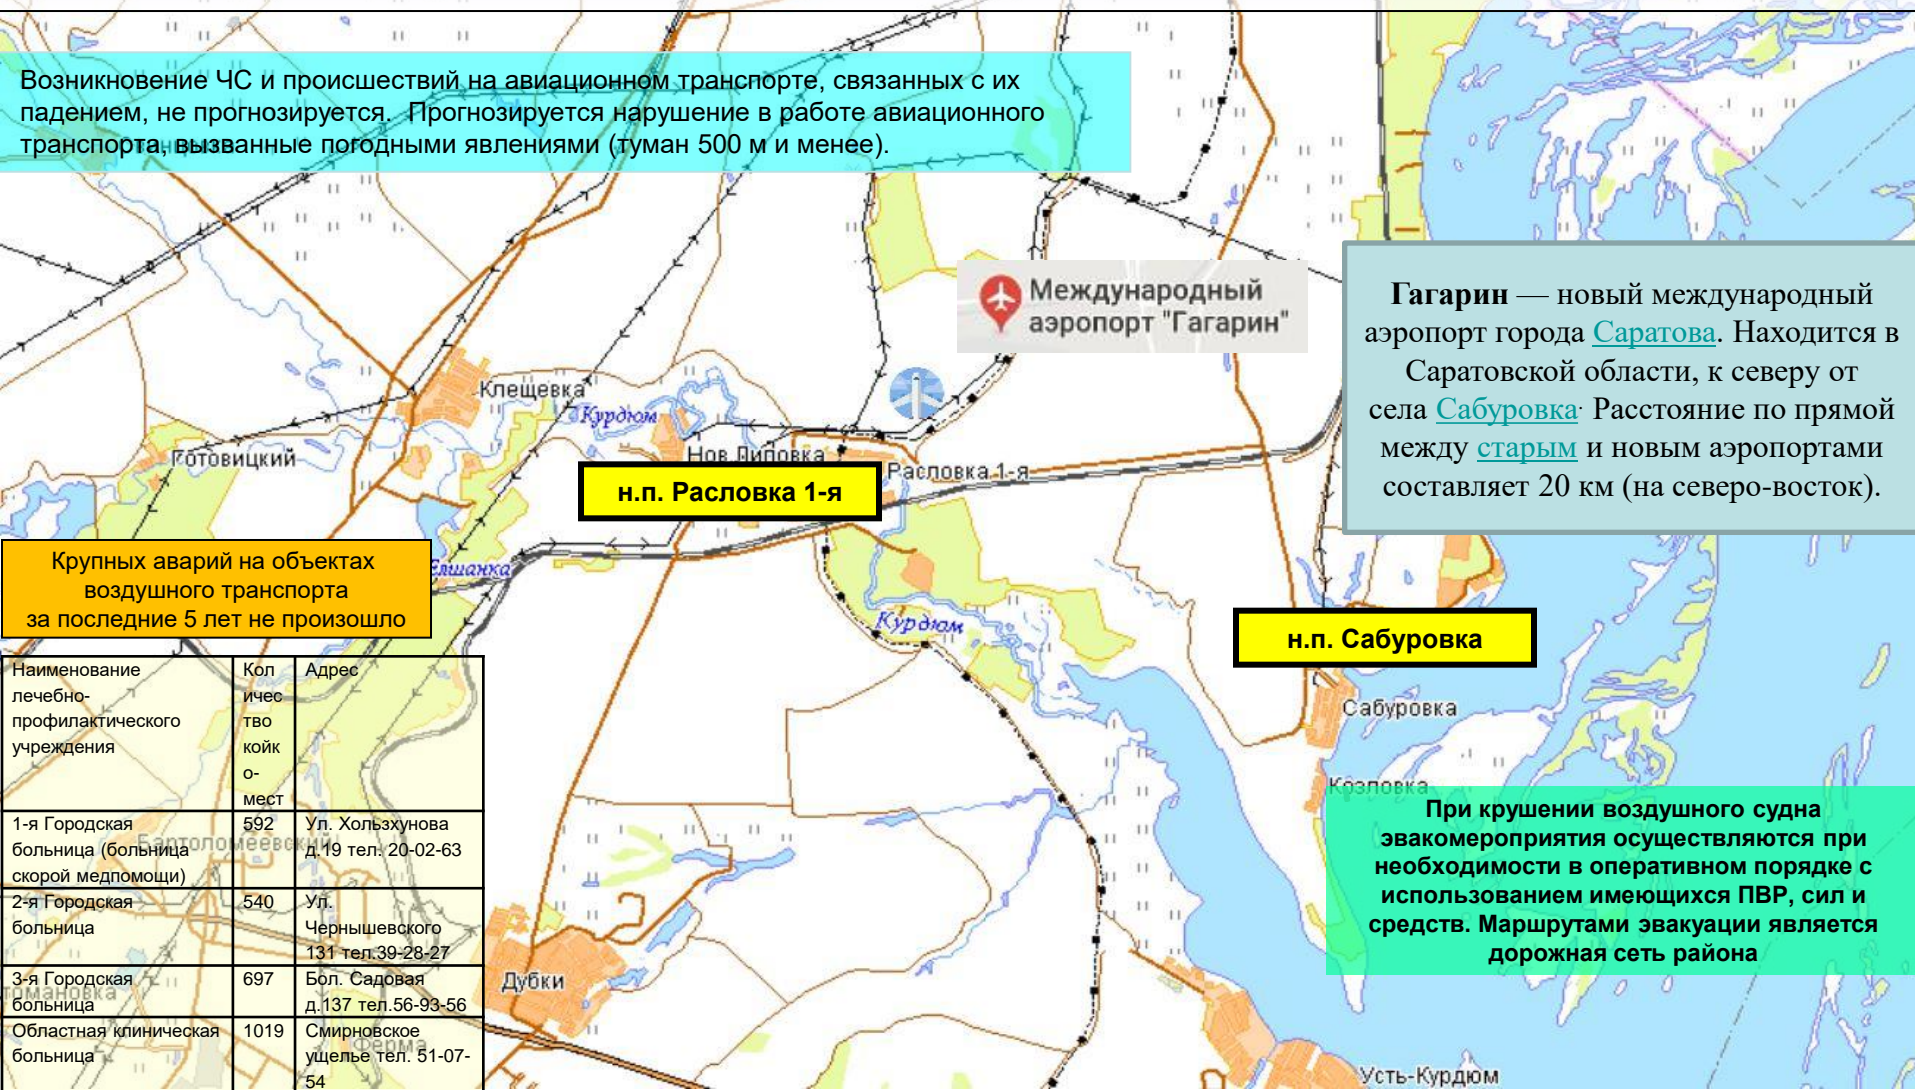 Возникновение ЧС и происшествий на авиационном транспорте, связанных с их
падением, не прогнозируется. Прогнозируется нарушение в работе авиационного
транспорта, вызванные погодными явлениями (туман 500 м и менее).
Международный
аэропорт "Гагарин"
Гагарин — новый международный
аэропорт города Саратова. Находится в
Саратовской области, к северу от
села Сабуровка. Расстояние по прямой
между старым и новым аэропортами
составляет 20 км (на северо-восток).
Клещевка
Курдюм
Готовицкий
Нов.Липовка
Расловка 1-я
н.п. Расловка 1-я
Крупных аварий на объектах
воздушного транспорта
за последние 5 лет не произошло
Елшанка
Курдюм
н.п. Сабуровка
Сабуровка
Козловка
Наименование
лечебно-
профилактического
учреждения
Кол
ичес
тво
койк
о-
мест
Адрес
1-я Городская
больница (больница
скорой медпомощи)
592
Ул. Хользхунова
д.19 тел. 20-02-63
Бартоломеевский
2-я Городская
больница
540
Ул.
Чернышевского
131 тел.39-28-27
3-я Городская
больница
697
Бол. Садовая
д.137 тел.56-93-56
Областная клиническая
больница
1019
Смирновское
ущелье тел. 51-07-
54
Ферма
Дубки
При крушении воздушного судна
эвакомероприятия осуществляются при
необходимости в оперативном порядке с
использованием имеющихся ПВР, сил и
средств. Маршрутами эвакуации является
дорожная сеть района
Усть-Курдюм